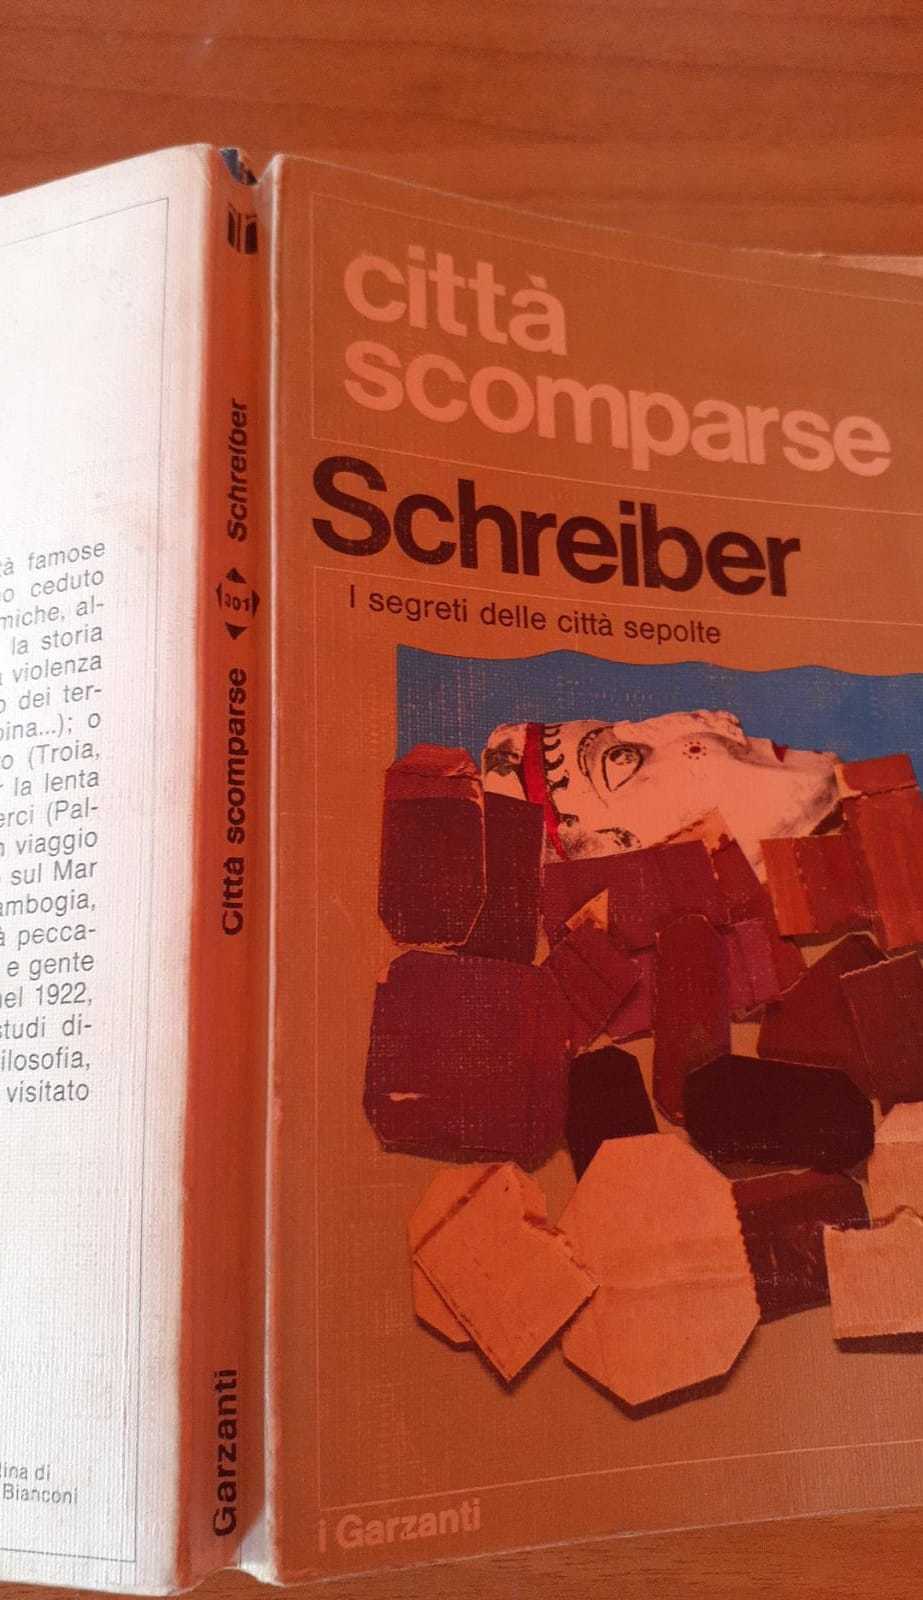 città
scomparse
Schreiber
I segreti delle città sepolte
i Garzanti
Schreiber
301
Città scomparse
Garzanti
famose
ceduto
miche, al-
la storia
violenza
dei ter-
pina...); o
o (Troia,
la lenta
erci (Pal-
viaggio
sul Mar
ambogia,
pecca-
e gente
nel 1922,
studi di-
filosofia,
visitato
di
Bianconi